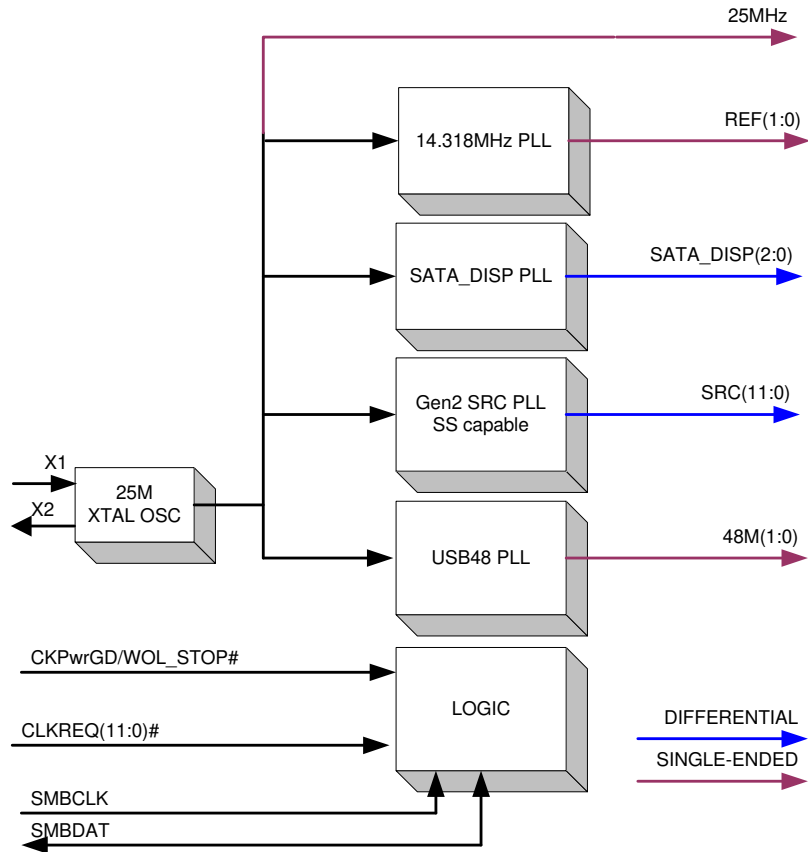 25MHz
REF(1:0)
14.318MHz PLL
SATA_DISP(2:0)
SATA_DISP PLL
SRC(11:0)
Gen2 SRC PLL
SS capable
X1
X2
25M
XTAL OSC
48M(1:0)
USB48 PLL
CKPwrGD/WOL_STOP#
LOGIC
CLKREQ(11:0)#
DIFFERENTIAL
SINGLE-ENDED
SMBCLK
SMBDAT